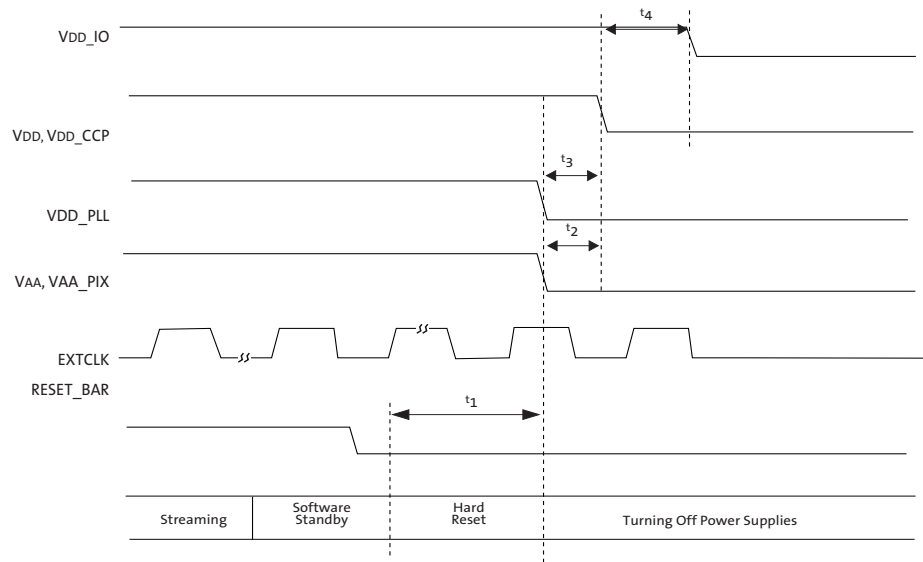 t4
VDD_IO
VDD, VDD_CCP
t3
VDD_PLL
t2
VAA, VAA_PIX
EXTCLK
RESET_BAR
t1
Streaming
Software
Standby
Hard
Reset
Turning Off Power Supplies